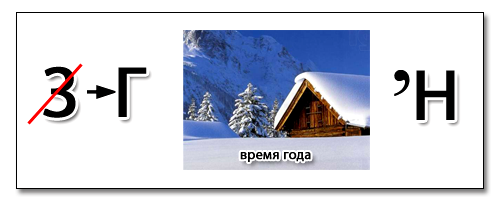 З → Г
время года
’Н